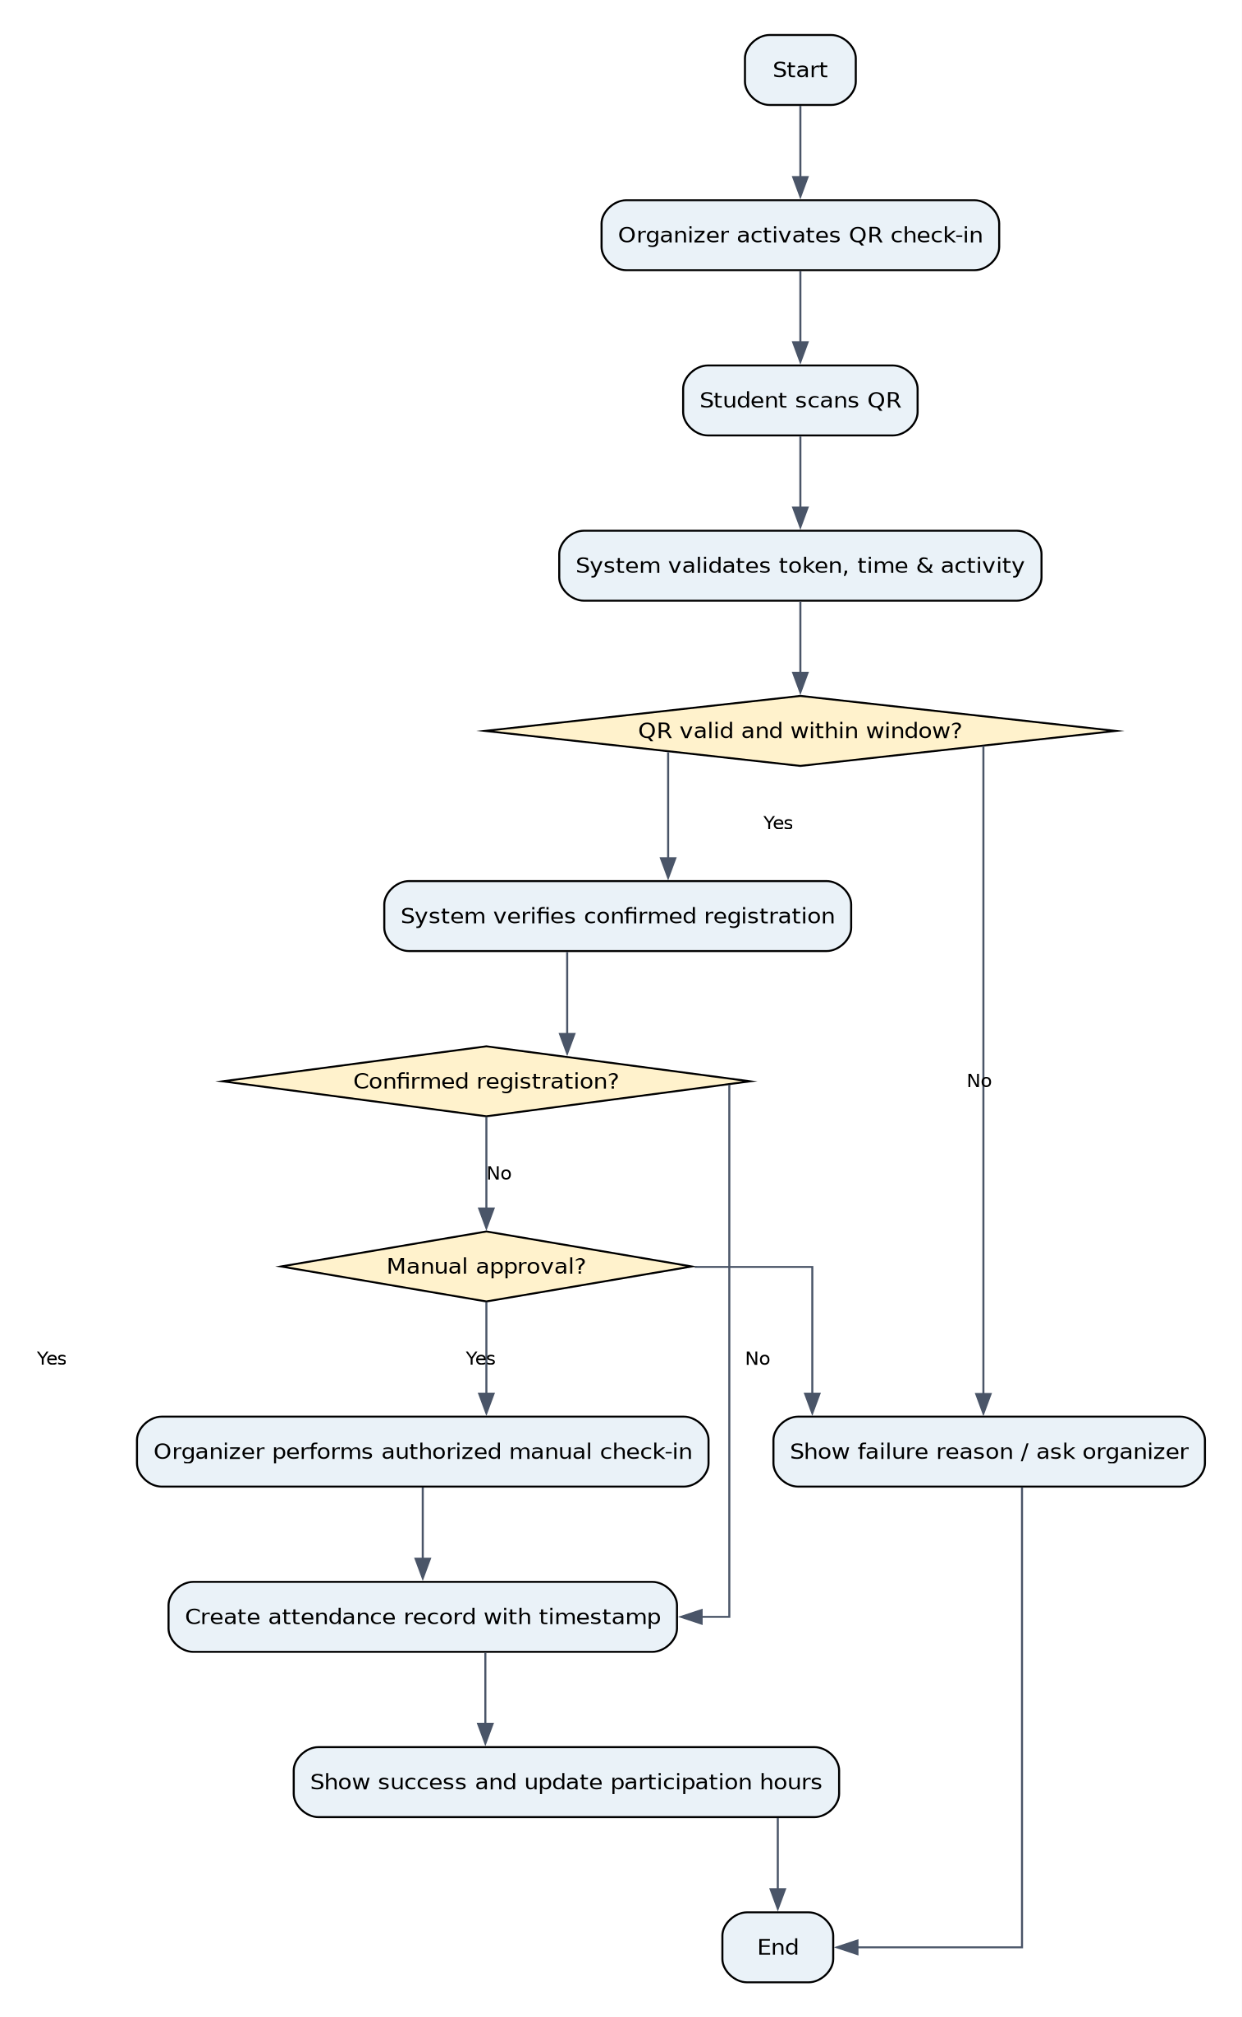 Start
Organizer activates QR check-in
Student scans QR
System validates token, time & activity
QR valid and within window?
Yes
System verifies confirmed registration
Confirmed registration?
No
No
Manual approval?
Yes
Yes
No
Organizer performs authorized manual check-in
Show failure reason / ask organizer
Create attendance record with timestamp
Show success and update participation hours
End